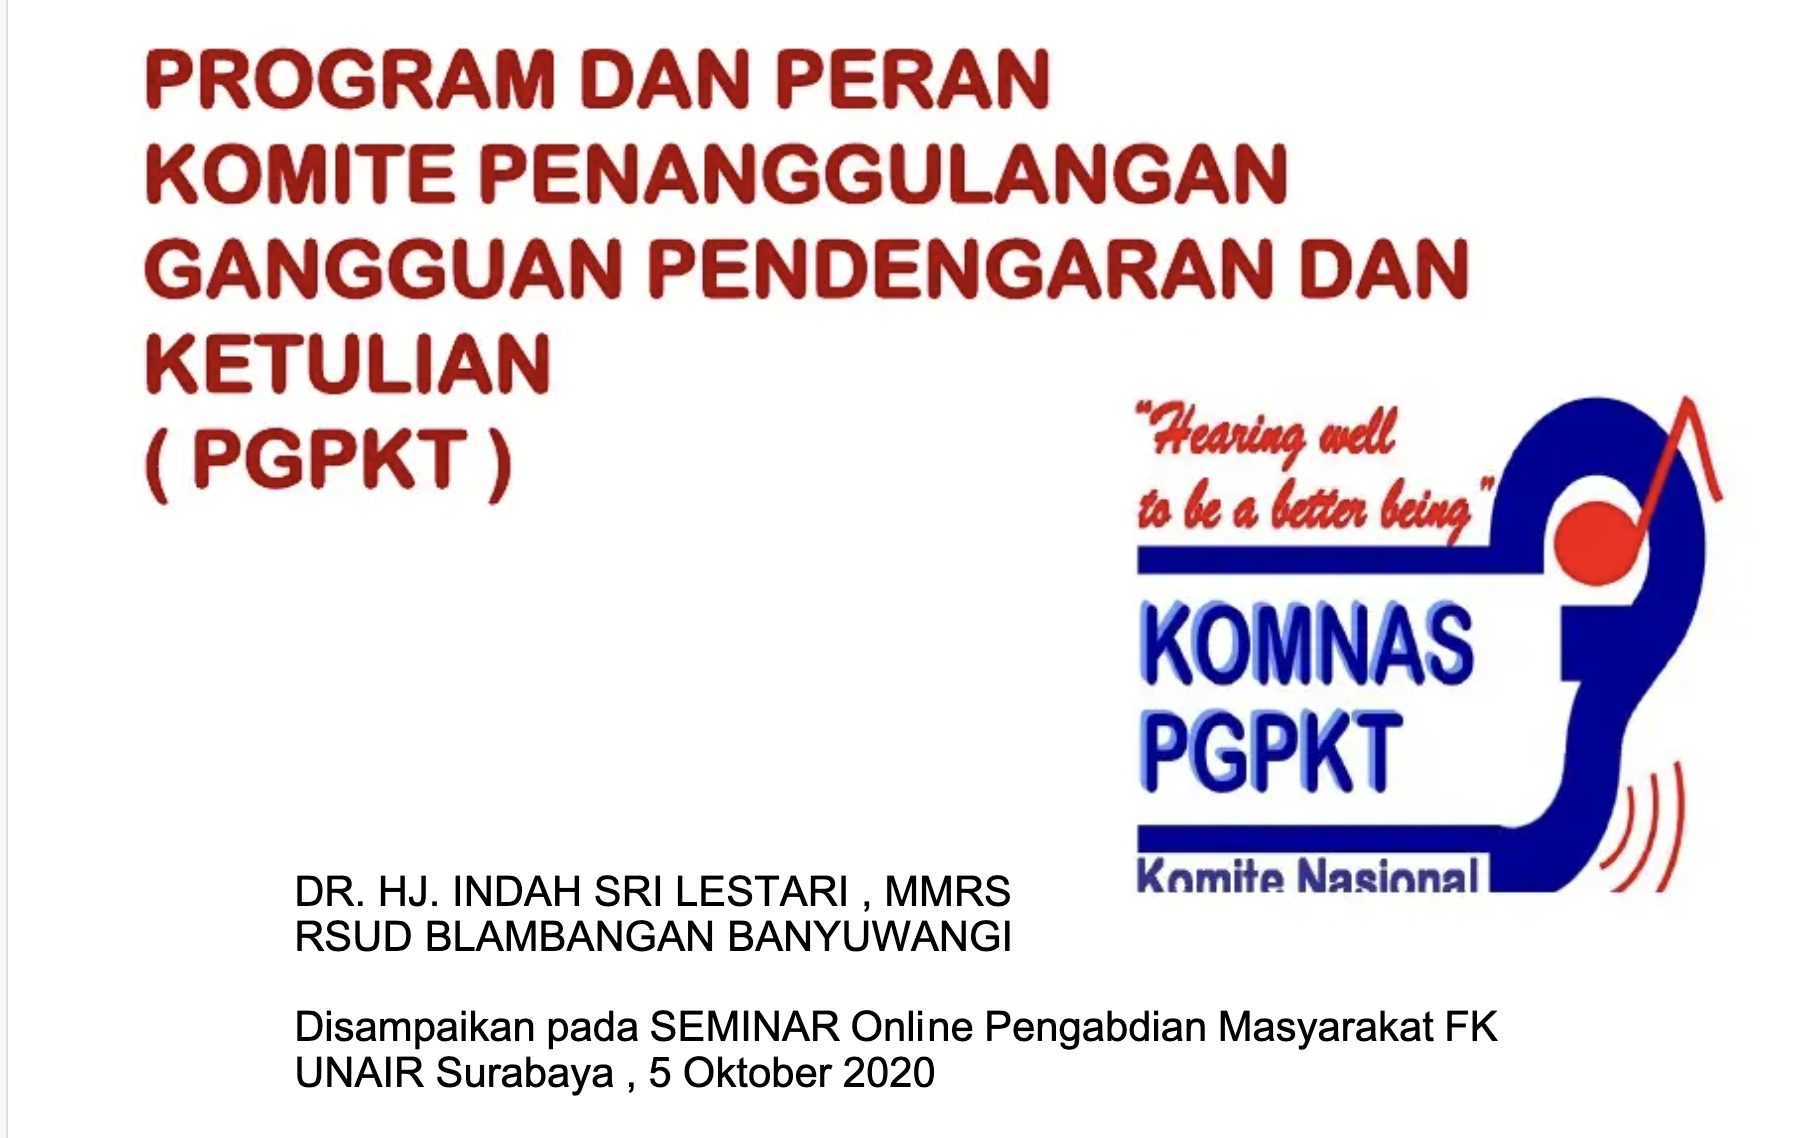 PROGRAM DAN PERAN
KOMITE PENANGGULANGAN
GANGGUAN PENDENGARAN DAN
KETULIAN
( PGPKT )
"Hearing well
to be a better being"
KOMNAS
PGPKT
Komite Nasional
DR. HJ. INDAH SRI LESTARI , MMRS
RSUD BLAMBANGAN BANYUWANGI
Disampaikan pada SEMINAR Online Pengabdian Masyarakat FK
UNAIR Surabaya , 5 Oktober 2020